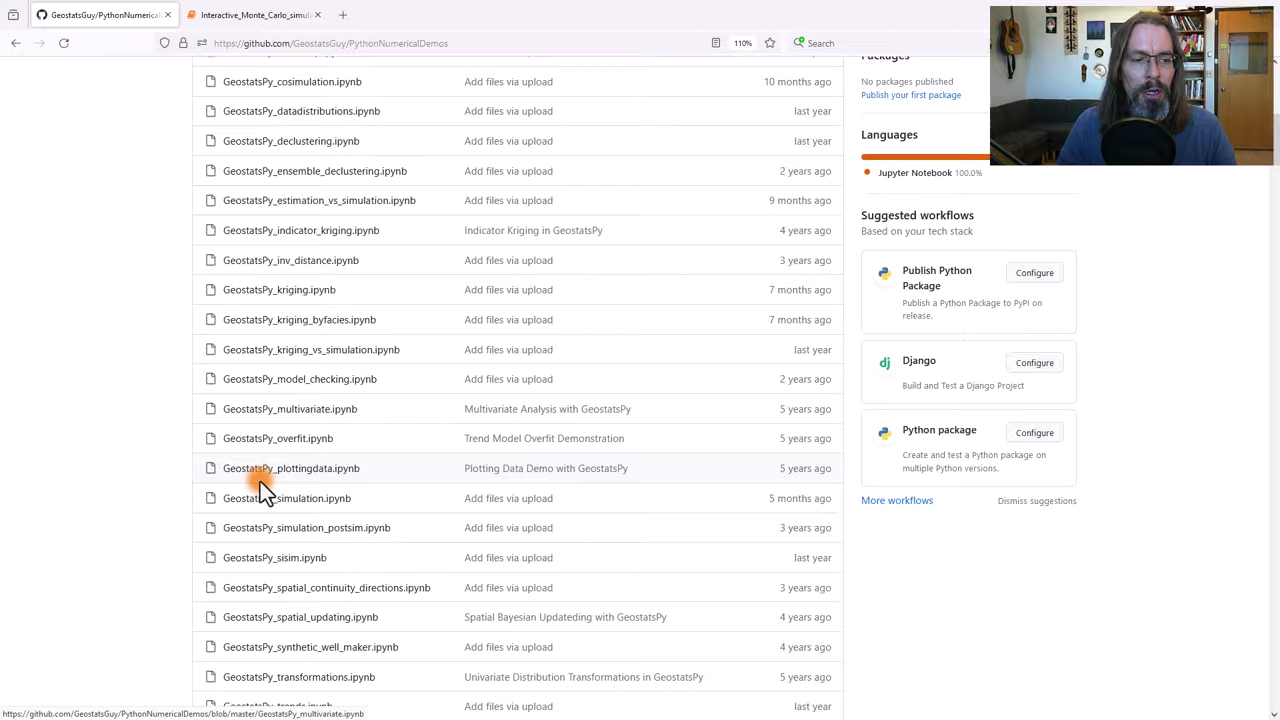 GeostatsGuy/PythonNumerical
Interactive_Monte_Carlo_simula
https://github.com/GeostatsGuy/PythonNumericalDemos
110%
Search
GeostatsPy_cosimulation.ipynb Add files via upload 10 months ago
GeostatsPy_datadistributions.ipynb Add files via upload last year
GeostatsPy_declustering.ipynb Add files via upload last year
GeostatsPy_ensemble_declustering.ipynb Add files via upload 2 years ago
GeostatsPy_estimation_vs_simulation.ipynb Add files via upload 9 months ago
GeostatsPy_indicator_kriging.ipynb Indicator Kriging in GeostatsPy 4 years ago
GeostatsPy_inv_distance.ipynb Add files via upload 3 years ago
GeostatsPy_kriging.ipynb Add files via upload 7 months ago
GeostatsPy_kriging_byfacies.ipynb Add files via upload 7 months ago
GeostatsPy_kriging_vs_simulation.ipynb Add files via upload last year
GeostatsPy_model_checking.ipynb Add files via upload 2 years ago
GeostatsPy_multivariate.ipynb Multivariate Analysis with GeostatsPy 5 years ago
GeostatsPy_overfit.ipynb Trend Model Overfit Demonstration 5 years ago
GeostatsPy_plottingdata.ipynb Plotting Data Demo with GeostatsPy 5 years ago
Geostats simulation.ipynb Add files via upload 5 months ago
GeostatsPy_simulation_postsim.ipynb Add files via upload 3 years ago
GeostatsPy_sisim.ipynb Add files via upload last year
GeostatsPy_spatial_continuity_directions.ipynb Add files via upload 3 years ago
GeostatsPy_spatial_updating.ipynb Spatial Bayesian Updateding with GeostatsPy 4 years ago
GeostatsPy_synthetic_well_maker.ipynb Add files via upload 4 years ago
GeostatsPy_transformations.ipynb Univariate Distribution Transformations in GeostatsPy 5 years ago
GeostatsPy_trends.ipynb Add files via upload last year
Packages
No packages published
Publish your first package
Languages
Jupyter Notebook 100.0%
Suggested workflows
Based on your tech stack
Publish Python
Package
Configure
Publish a Python Package to PyPI on
release.
dj
Django
Configure
Build and Test a Django Project
Python package
Configure
Create and test a Python package on
multiple Python versions.
More workflows Dismiss suggestions
https://github.com/GeostatsGuy/PythonNumericalDemos/blob/master/GeostatsPy_multivariate.ipynb